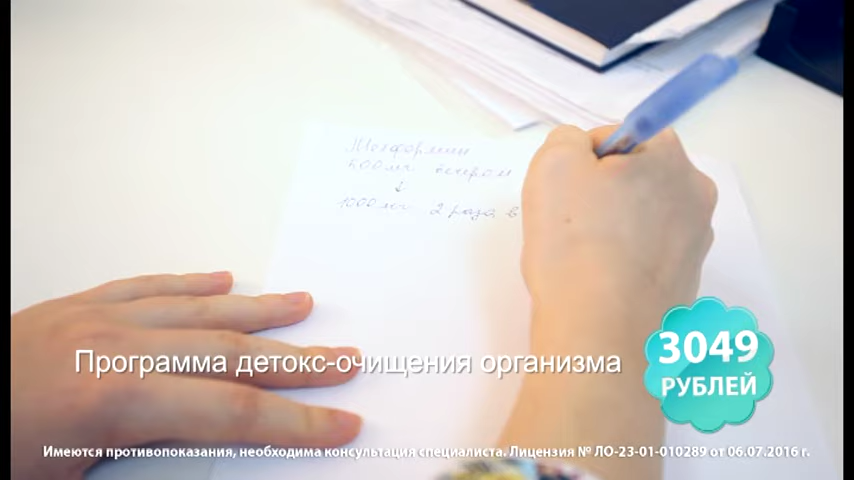 Метформин
500мг вечером
↓
1000мг 2 раза в
Программа детокс-очищения организма
3049
РУБЛЕЙ
Имеются противопоказания, необходима консультация специалиста. Лицензия № ЛО-23-01-010289 от 06.07.2016 г.